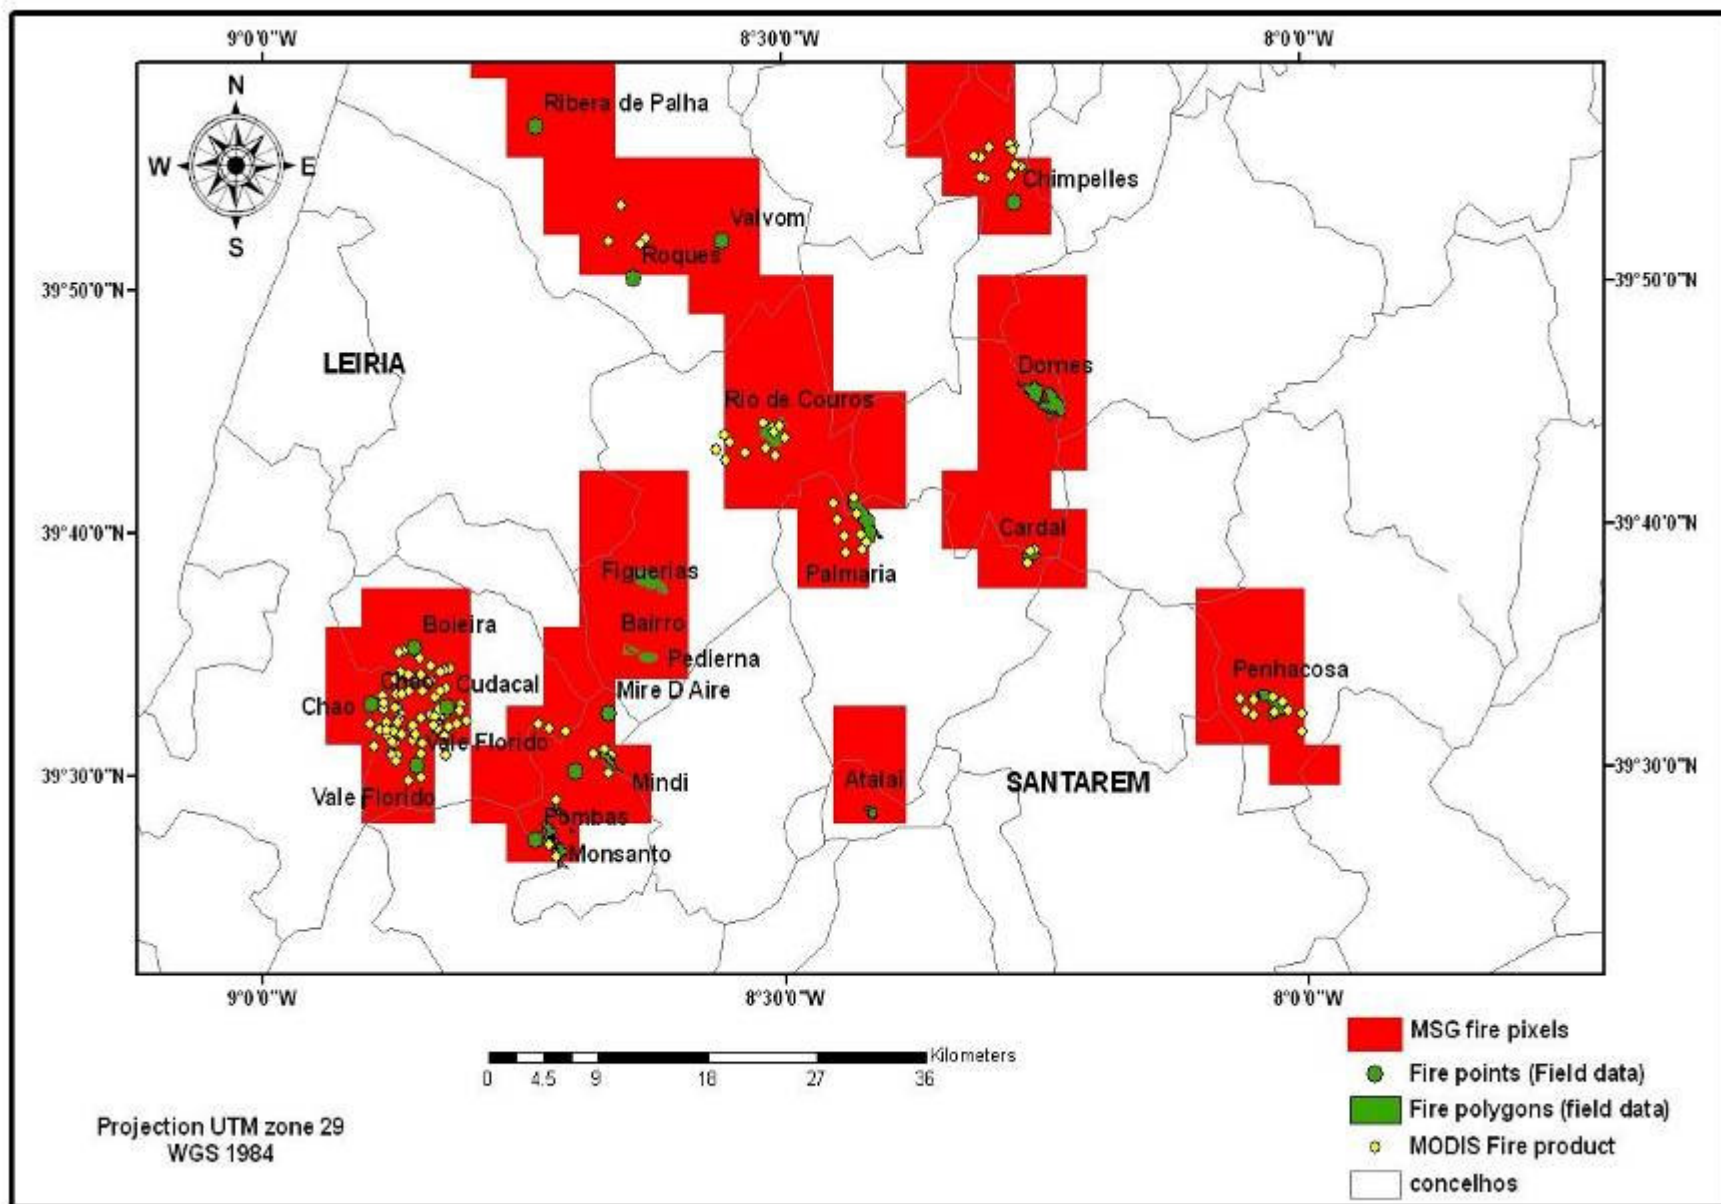 9°0'0"W
8°30'0"W
8°0'0"W
N
W
E
S
Ribera de Palha
Chimpelles
Valvom
Roques
39°50'0"N
39°50'0"N
LEIRIA
Dornes
Rio de Couros
39°40'0"N
39°40'0"N
Cardal
Figuerias
Palmaria
Boieira
Bairro
Pedierna
Penhacosa
Chao
Cudacal
Mire D Aire
Chao
Vale Florido
39°30'0"N
39°30'0"N
Mindi
Atalai
SANTAREM
Vale Florido
Pombas
Monsanto
9°0'0"W
8°30'0"W
8°0'0"W
Kilometers
0 4.5 9 18 27 36
MSG fire pixels
Fire points (Field data)
Fire polygons (field data)
MODIS Fire product
concelhos
Projection UTM zone 29
WGS 1984